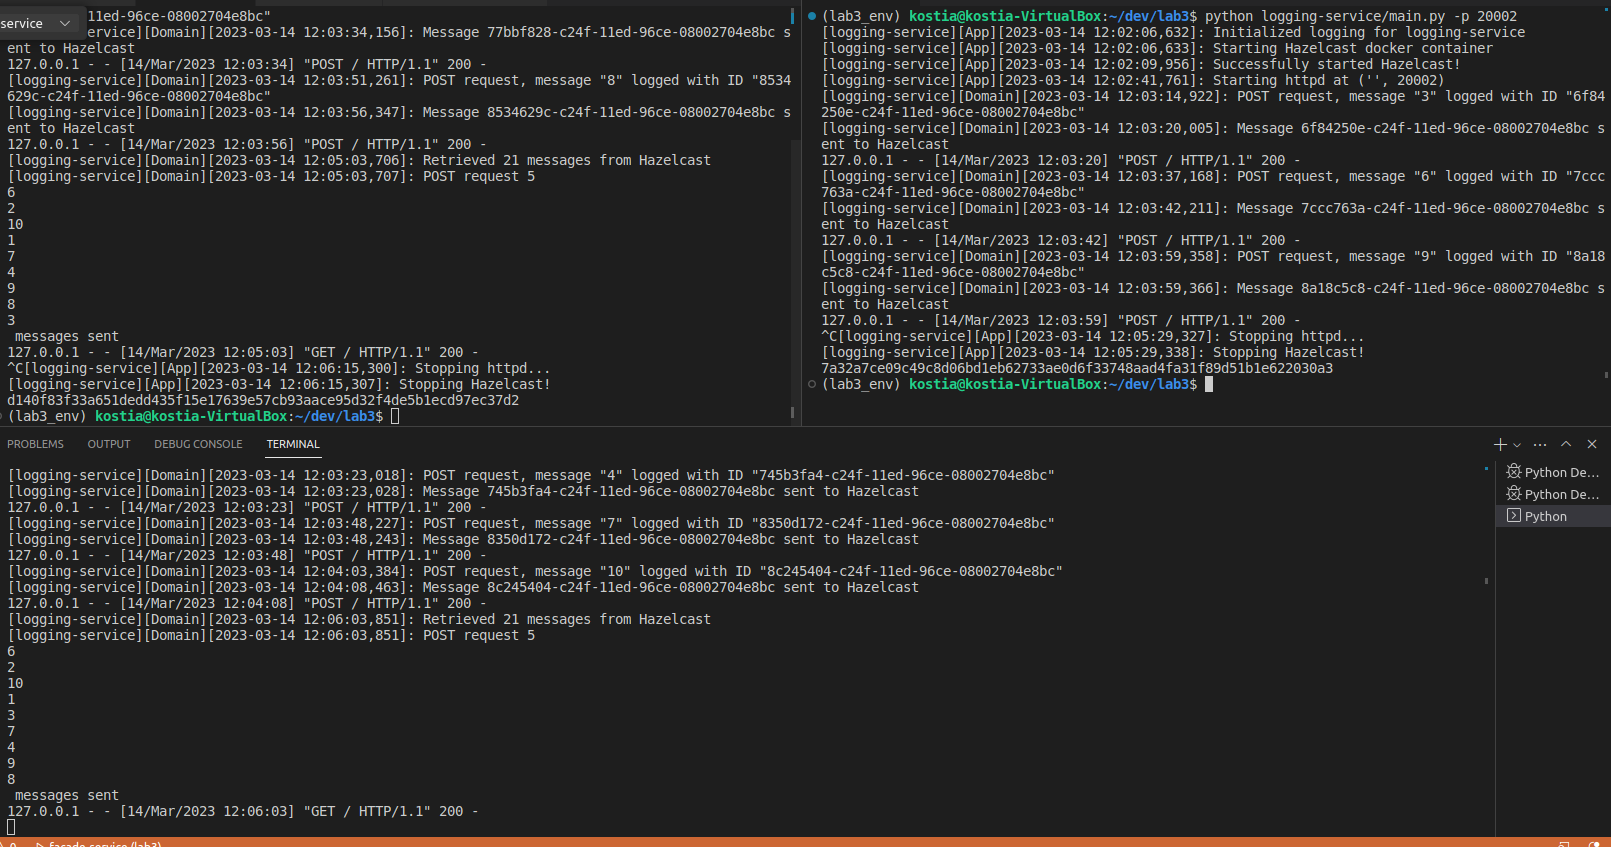 service
11ed-96ce-08002704e8bc"
ervice][Domain][2023-03-14 12:03:34,156]: Message 77bbf828-c24f-11ed-96ce-08002704e8bc s
ent to Hazelcast
127.0.0.1 - - [14/Mar/2023 12:03:34] "POST / HTTP/1.1" 200 -
[logging-service][Domain][2023-03-14 12:03:51,261]: POST request, message "8" logged with ID "8534
629c-c24f-11ed-96ce-08002704e8bc"
[logging-service][Domain][2023-03-14 12:03:56,347]: Message 8534629c-c24f-11ed-96ce-08002704e8bc s
ent to Hazelcast
127.0.0.1 - - [14/Mar/2023 12:03:56] "POST / HTTP/1.1" 200 -
[logging-service][Domain][2023-03-14 12:05:03,706]: Retrieved 21 messages from Hazelcast
[logging-service][Domain][2023-03-14 12:05:03,707]: POST request 5
6
2
10
1
7
4
9
8
3
messages sent
127.0.0.1 - - [14/Mar/2023 12:05:03] "GET / HTTP/1.1" 200 -
^C[logging-service][App][2023-03-14 12:06:15,300]: Stopping httpd...
[logging-service][App][2023-03-14 12:06:15,307]: Stopping Hazelcast!
d140f83f33a651dedd435f15e17639e57cb93aace95d32f4de5b1ecd97ec37d2
(lab3_env) kostia@kostia-VirtualBox:~/dev/lab3$
(lab3_env) kostia@kostia-VirtualBox:~/dev/lab3$ python logging-service/main.py -p 20002
[logging-service][App][2023-03-14 12:02:06,632]: Initialized logging for logging-service
[logging-service][App][2023-03-14 12:02:06,633]: Starting Hazelcast docker container
[logging-service][App][2023-03-14 12:02:09,956]: Successfully started Hazelcast!
[logging-service][App][2023-03-14 12:02:41,761]: Starting httpd at ('', 20002)
[logging-service][Domain][2023-03-14 12:03:14,922]: POST request, message "3" logged with ID "6f84
250e-c24f-11ed-96ce-08002704e8bc"
[logging-service][Domain][2023-03-14 12:03:20,005]: Message 6f84250e-c24f-11ed-96ce-08002704e8bc s
ent to Hazelcast
127.0.0.1 - - [14/Mar/2023 12:03:20] "POST / HTTP/1.1" 200 -
[logging-service][Domain][2023-03-14 12:03:37,168]: POST request, message "6" logged with ID "7ccc
763a-c24f-11ed-96ce-08002704e8bc"
[logging-service][Domain][2023-03-14 12:03:42,211]: Message 7ccc763a-c24f-11ed-96ce-08002704e8bc s
ent to Hazelcast
127.0.0.1 - - [14/Mar/2023 12:03:42] "POST / HTTP/1.1" 200 -
[logging-service][Domain][2023-03-14 12:03:59,358]: POST request, message "9" logged with ID "8a18
c5c8-c24f-11ed-96ce-08002704e8bc"
[logging-service][Domain][2023-03-14 12:03:59,366]: Message 8a18c5c8-c24f-11ed-96ce-08002704e8bc s
ent to Hazelcast
127.0.0.1 - - [14/Mar/2023 12:03:59] "POST / HTTP/1.1" 200 -
^C[logging-service][App][2023-03-14 12:05:29,327]: Stopping httpd...
[logging-service][App][2023-03-14 12:05:29,338]: Stopping Hazelcast!
7a32a7ce09c49c8d06bd1eb62733ae0d6f33748aad4fa31f89d51b1e622030a3
(lab3_env) kostia@kostia-VirtualBox:~/dev/lab3$
PROBLEMS OUTPUT DEBUG CONSOLE TERMINAL
[logging-service][Domain][2023-03-14 12:03:23,018]: POST request, message "4" logged with ID "745b3fa4-c24f-11ed-96ce-08002704e8bc"
[logging-service][Domain][2023-03-14 12:03:23,028]: Message 745b3fa4-c24f-11ed-96ce-08002704e8bc sent to Hazelcast
127.0.0.1 - - [14/Mar/2023 12:03:23] "POST / HTTP/1.1" 200 -
[logging-service][Domain][2023-03-14 12:03:48,227]: POST request, message "7" logged with ID "8350d172-c24f-11ed-96ce-08002704e8bc"
[logging-service][Domain][2023-03-14 12:03:48,243]: Message 8350d172-c24f-11ed-96ce-08002704e8bc sent to Hazelcast
127.0.0.1 - - [14/Mar/2023 12:03:48] "POST / HTTP/1.1" 200 -
[logging-service][Domain][2023-03-14 12:04:03,384]: POST request, message "10" logged with ID "8c245404-c24f-11ed-96ce-08002704e8bc"
[logging-service][Domain][2023-03-14 12:04:08,463]: Message 8c245404-c24f-11ed-96ce-08002704e8bc sent to Hazelcast
127.0.0.1 - - [14/Mar/2023 12:04:08] "POST / HTTP/1.1" 200 -
[logging-service][Domain][2023-03-14 12:06:03,851]: Retrieved 21 messages from Hazelcast
[logging-service][Domain][2023-03-14 12:06:03,851]: POST request 5
6
2
10
1
3
7
4
9
8
messages sent
127.0.0.1 - - [14/Mar/2023 12:06:03] "GET / HTTP/1.1" 200 -
Python De...
Python De...
Python
facade-service (lab3)